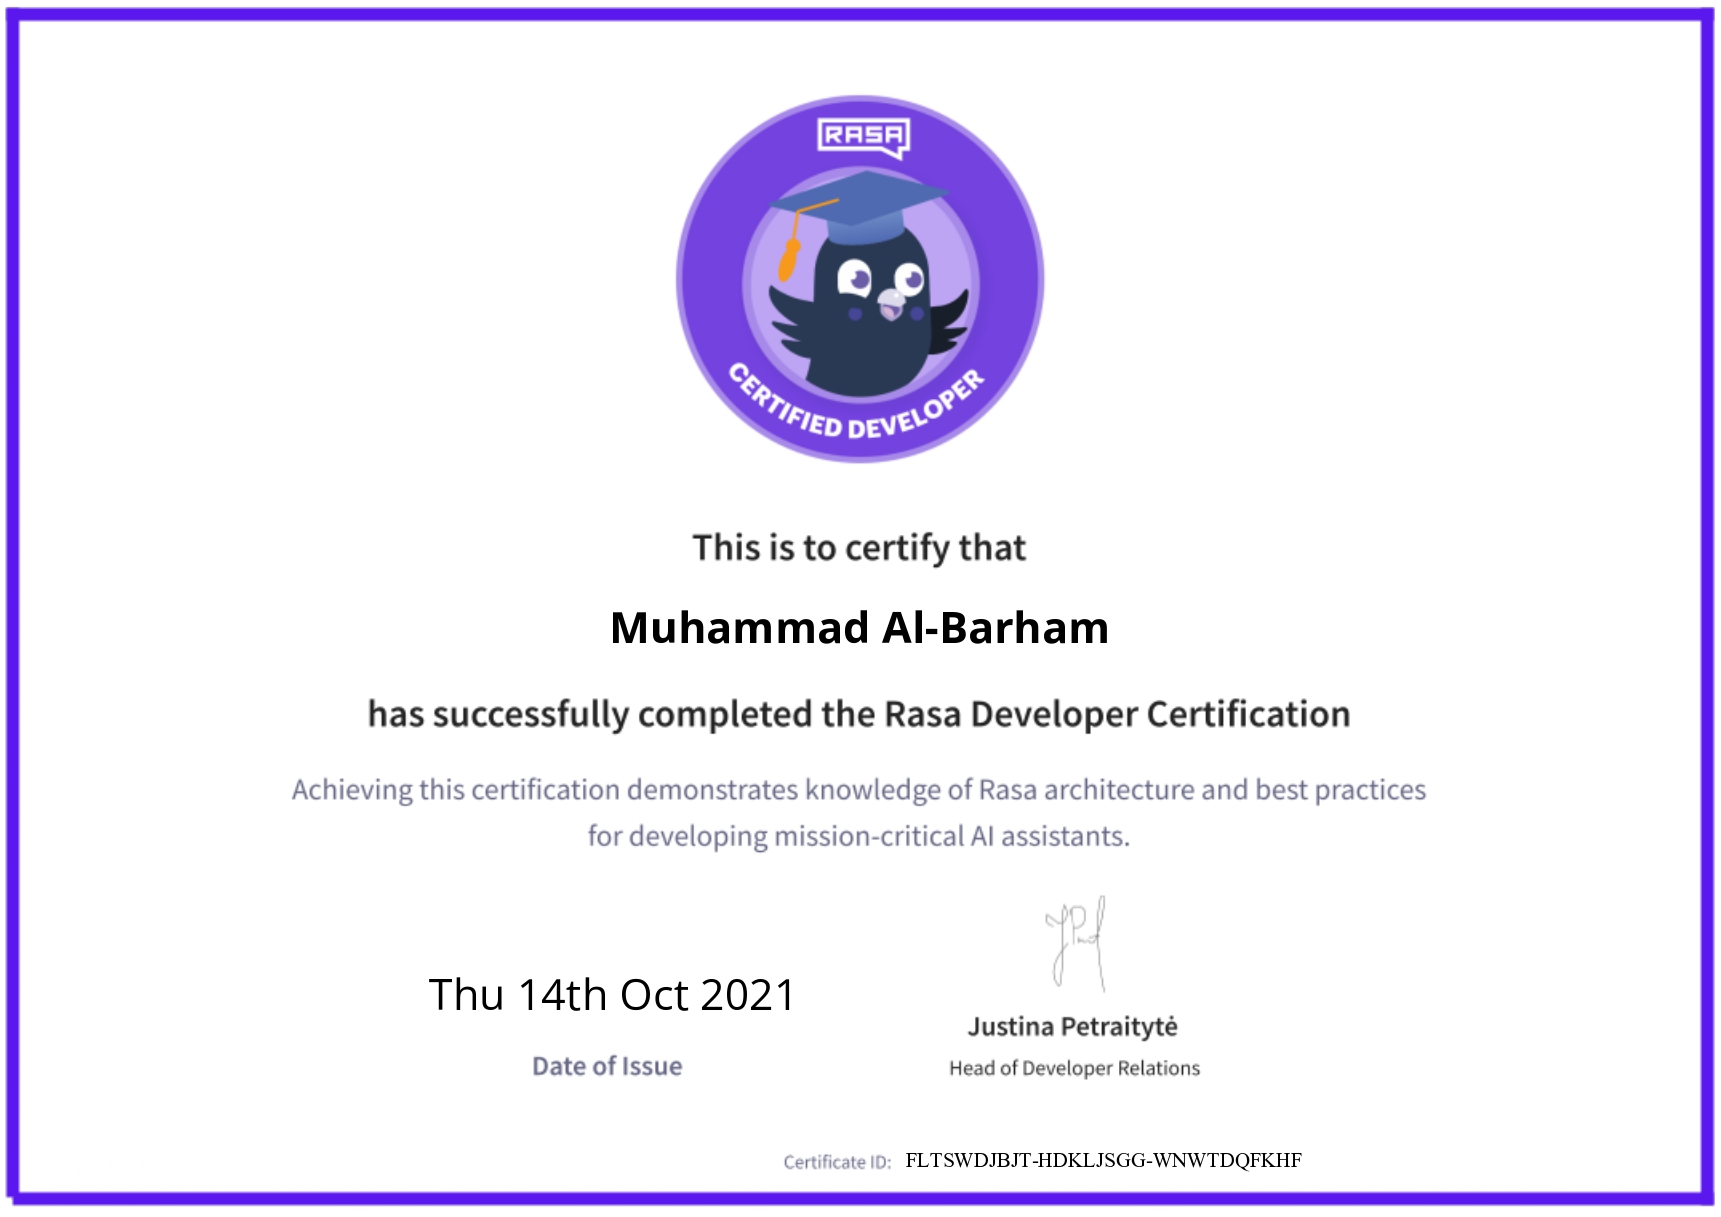 RASA
CERTIFIED DEVELOPER
This is to certify that
Muhammad Al-Barham
has successfully completed the Rasa Developer Certification
Achieving this certification demonstrates knowledge of Rasa architecture and best practices
for developing mission-critical AI assistants.
Thu 14th Oct 2021
Date of Issue
Justina Petraitytė
Head of Developer Relations
Certificate ID: FLTSWDJBJT-HDKLJSGG-WNWTDQFKHF